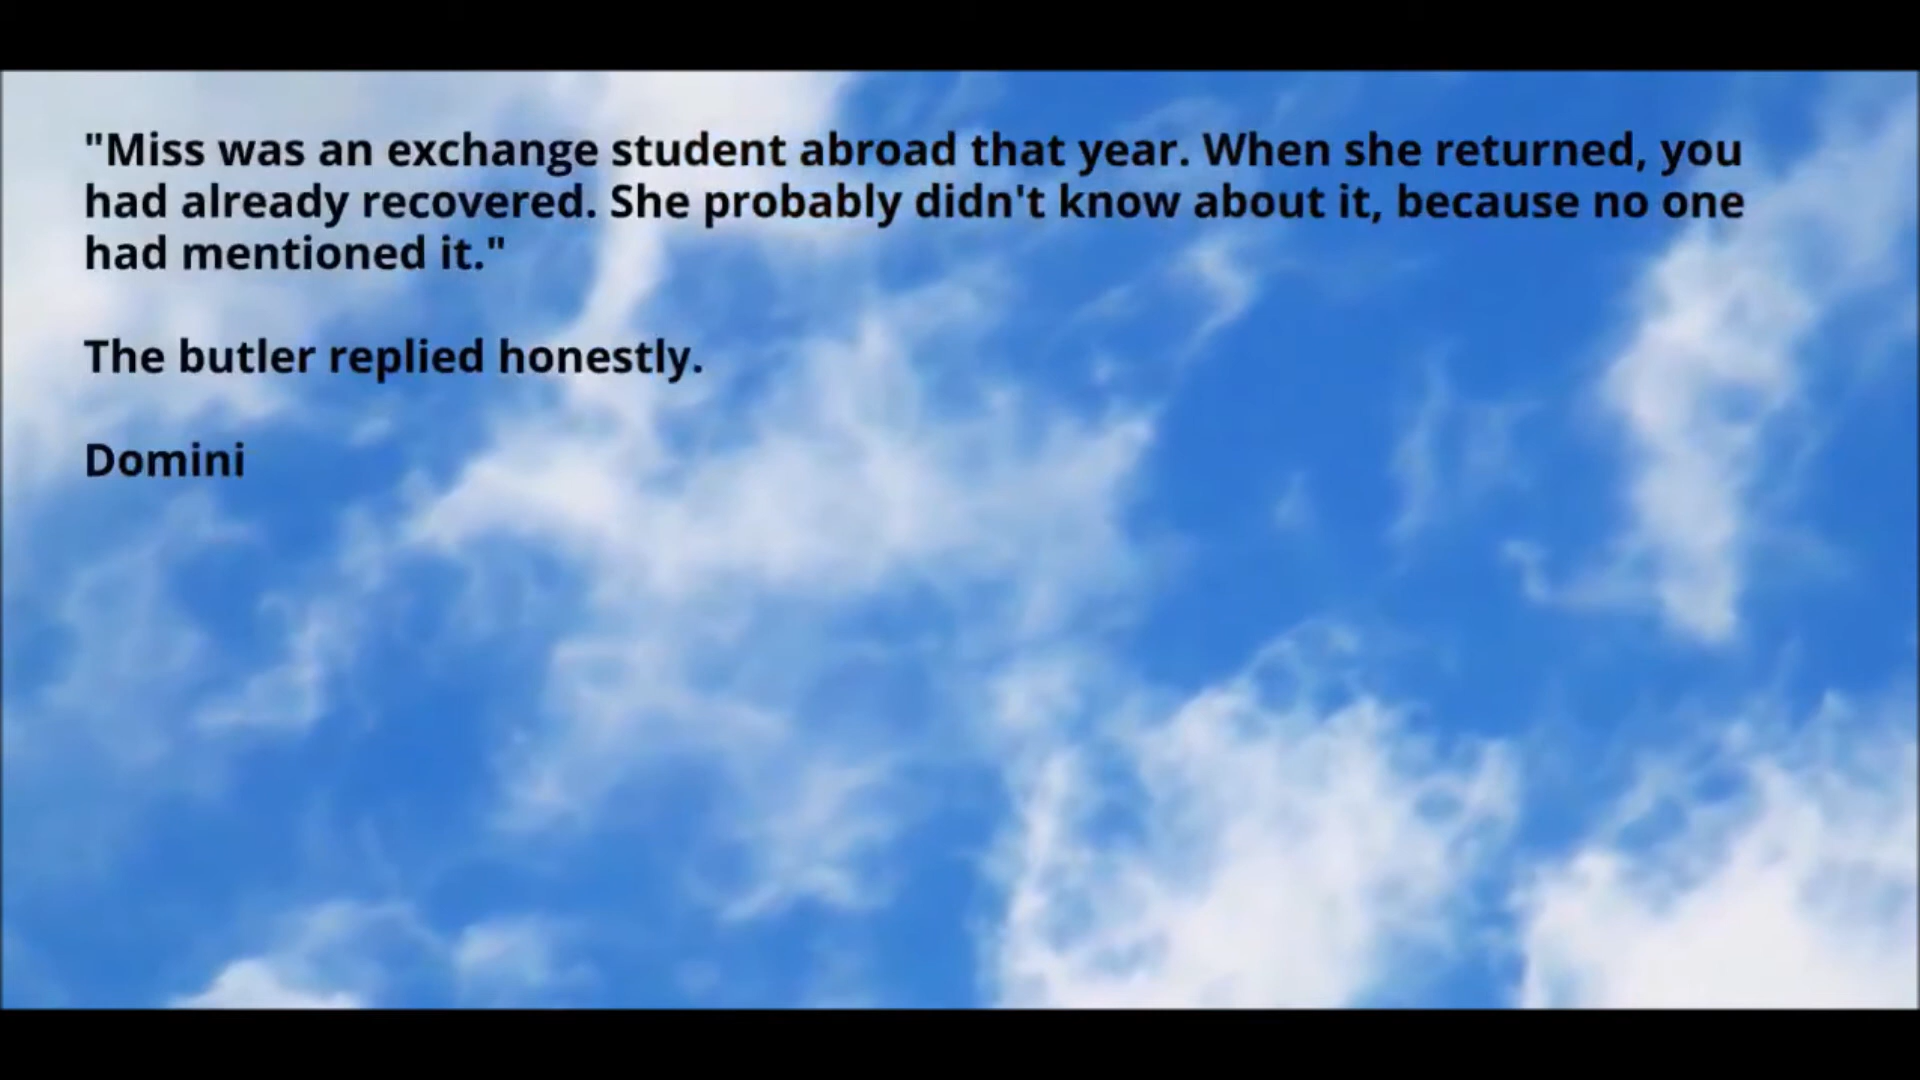 "Miss was an exchange student abroad that year. When she returned, you
had already recovered. She probably didn't know about it, because no one
had mentioned it."
The butler replied honestly.
Domini